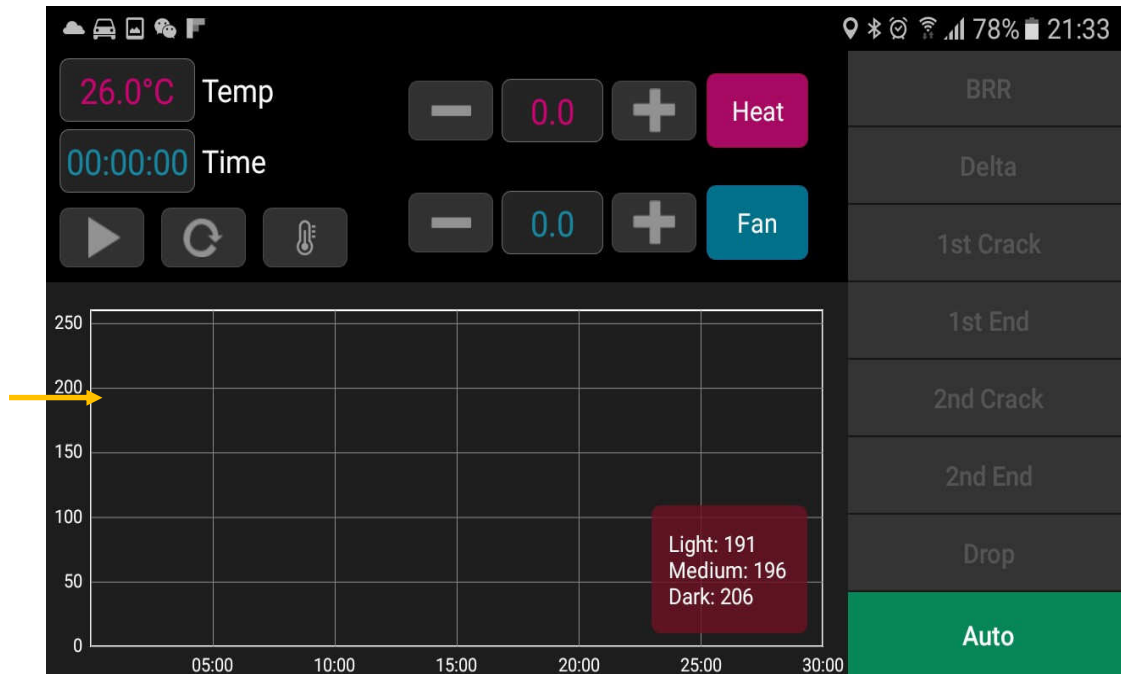 78% 21:33
26.0°C Temp
0.0 Heat
00:00:00 Time
0.0 Fan
BRR
Delta
1st Crack
1st End
2nd Crack
2nd End
Drop
Auto
250
200
150
100
50
0
05:00 10:00 15:00 20:00 25:00 30:00
Light: 191
Medium: 196
Dark: 206